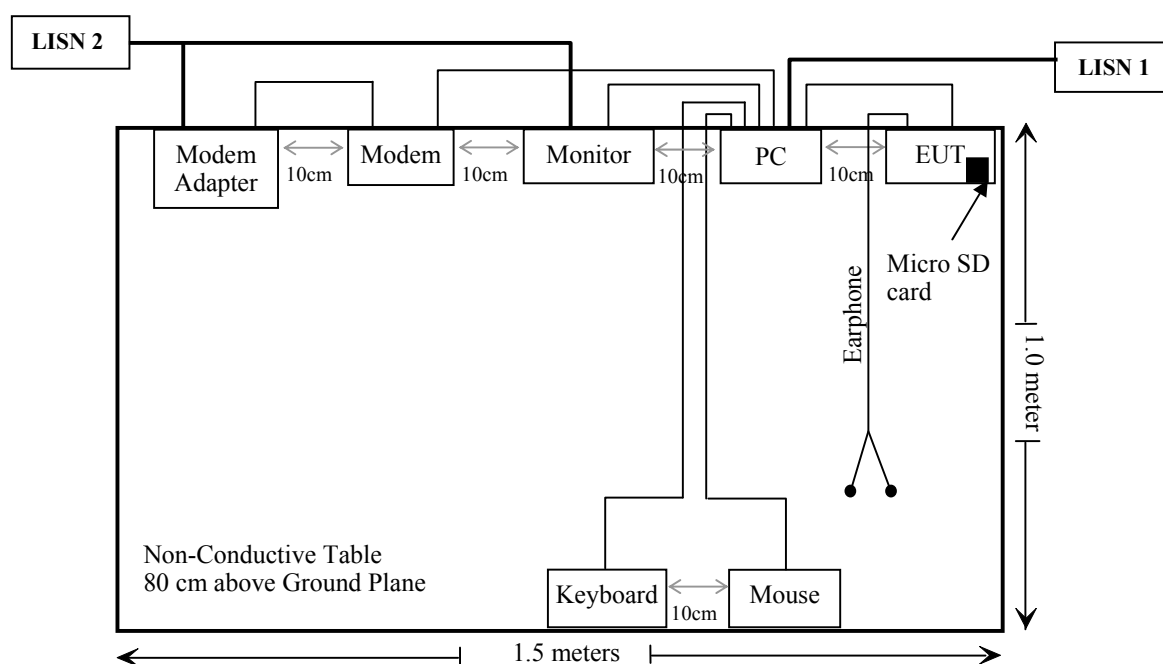 LISN 2
LISN 1
Modem
Adapter
10cm
Modem
10cm
Monitor
10cm
PC
10cm
EUT
Micro SD
card
Earphone
1.0 meter
Non-Conductive Table
80 cm above Ground Plane
Keyboard
10cm
Mouse
1.5 meters